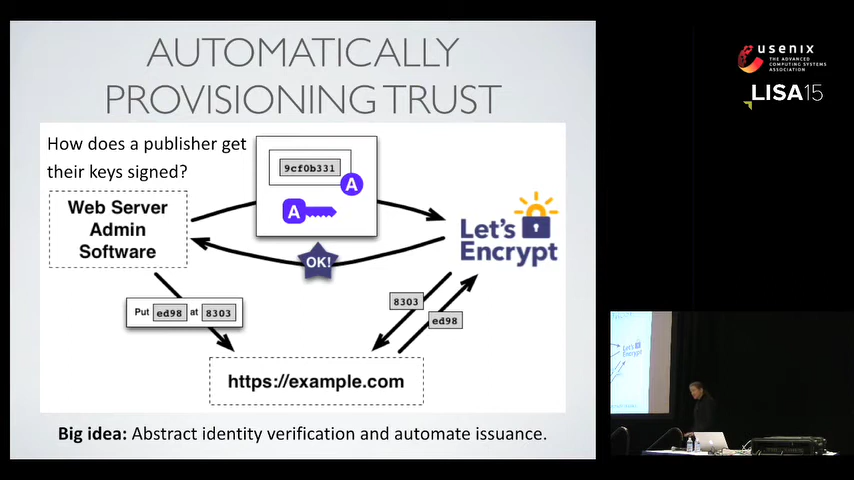 AUTOMATICALLY
PROVISIONING TRUST
How does a publisher get
their keys signed?
9cf0b331
A
A
Web Server
Admin
Software
Let's
Encrypt
OK!
Put ed98 at 8303
8303
ed98
https://example.com
Big idea: Abstract identity verification and automate issuance.
usenix
THE ADVANCED
COMPUTING SYSTEMS
ASSOCIATION
LISA15
Let's
Encrypt